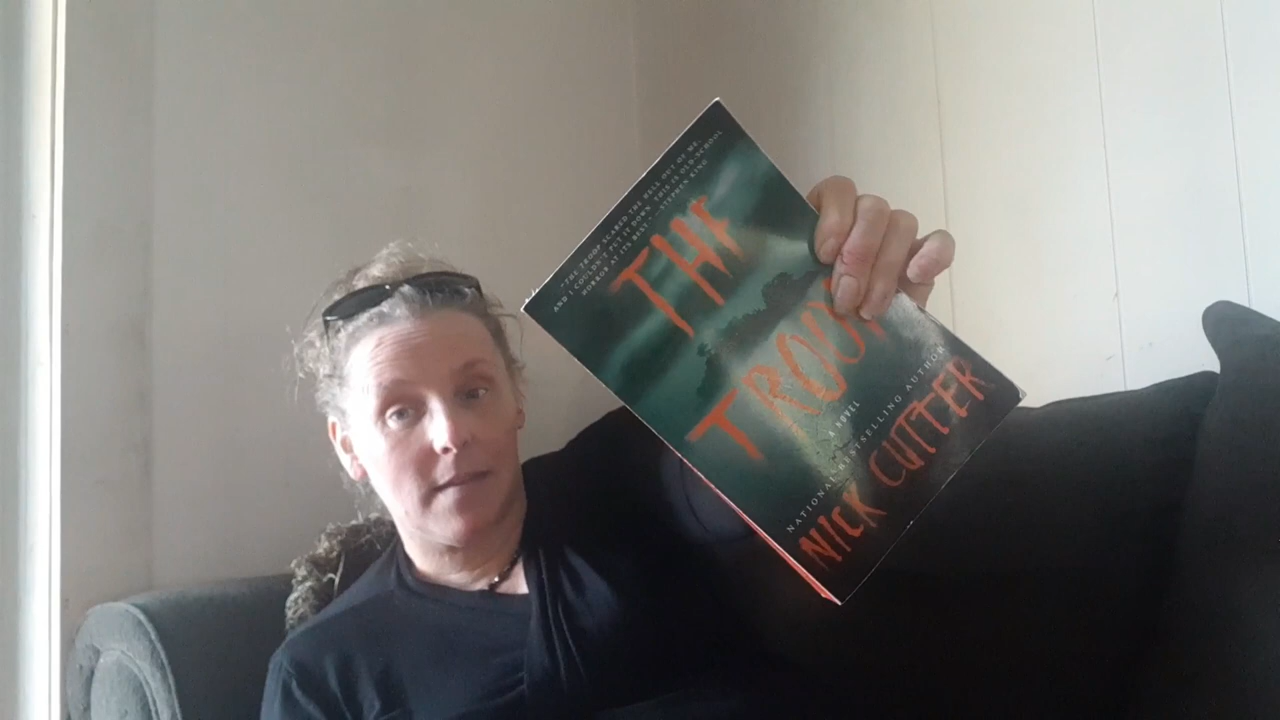 "THE TROOP SCARED THE HELL OUT OF ME,
AND I COULDN'T PUT IT DOWN. THIS IS OLD-SCHOOL
HORROR AT ITS BEST." —STEPHEN KING
THE
TROOP
A NOVEL
NATIONAL BESTSELLING AUTHOR
NICK CUTTER